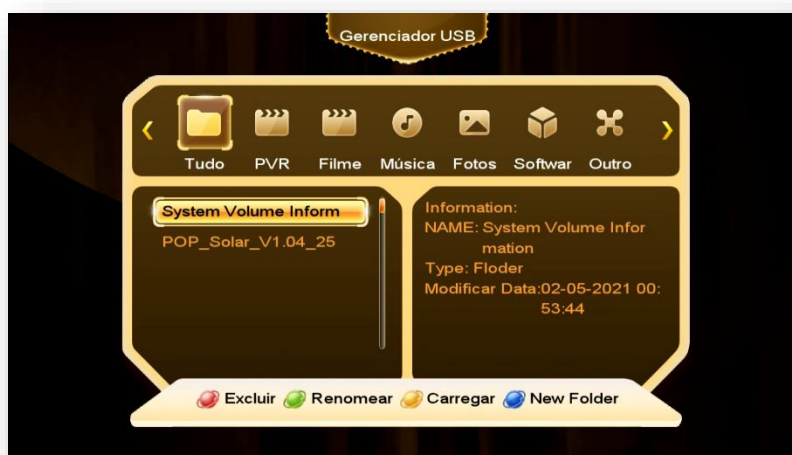 Gerenciador USB
Tudo PVR Filme Música Fotos Softwar Outro
System Volume Inform
POP_Solar_V1.04_25
Information:
NAME: System Volume Infor
mation
Type: Floder
Modificar Data:02-05-2021 00:
53:44
Excluir Renomear Carregar New Folder